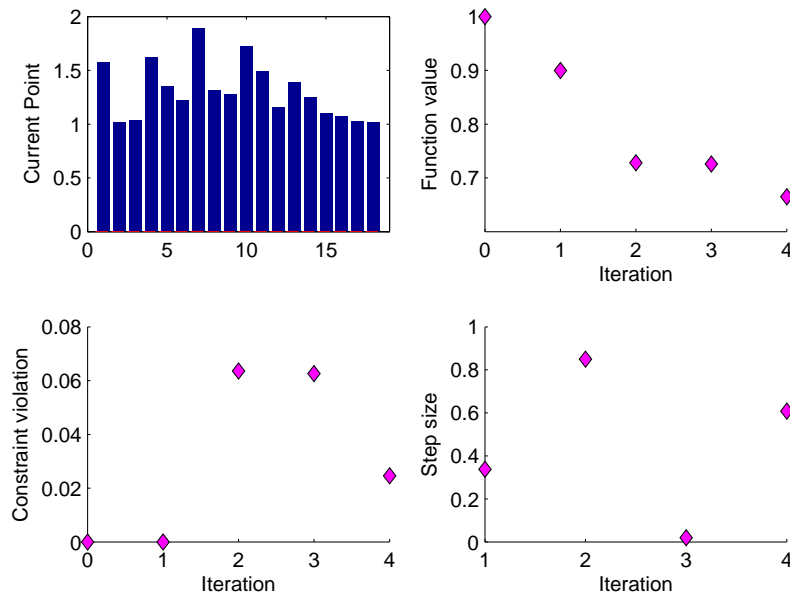 2
1.5
1
0.5
0
Current Point
0 5 10 15
1
0.9
0.8
0.7
Function value
0 1 2 3 4
Iteration
0.08
0.06
0.04
0.02
0
Constraint violation
0 1 2 3 4
Iteration
1
0.8
0.6
0.4
0.2
0
Step size
1 2 3 4
Iteration